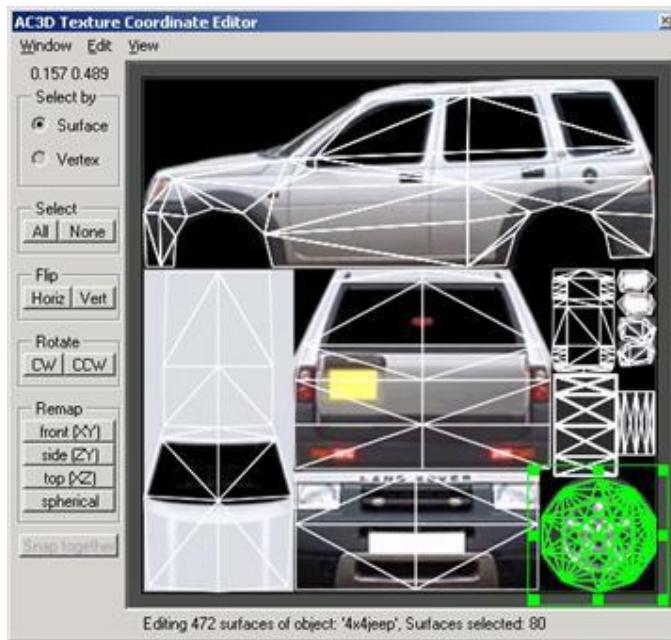 AC3D Texture Coordinate Editor
Window Edit View
0.157 0.489
Select by
Surface
Vertex
Select
All None
Flip
Horiz Vert
Rotate
CW CCW
Remap
front (XY)
side (ZY)
top (XZ)
spherical
Snap together
LAND ROVER
Editing 472 surfaces of object: '4x4jeep', Surfaces selected: 80